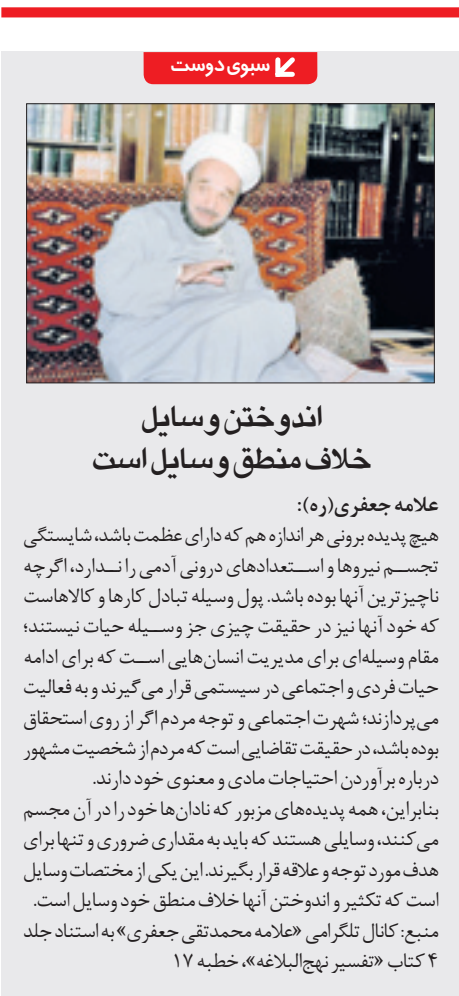 سبوی دوست
اندوختن وسایل
خلاف منطق وسایل است
علامه جعفری(ره):
هیچ پدیده برونی هر اندازه هم که دارای عظمت باشد، شایستگی
تجسم نیروها و استعدادهای درونی آدمی را ندارد، اگرچه
ناچیزترین آنها بوده باشد. پول وسیله تبادل کارها و کالاهاست
که خود آنها نیز در حقیقت چیزی جز وسیله حیات نیستند؛
مقام وسیله‌ای برای مدیریت انسان‌هایی است که برای ادامه
حیات فردی و اجتماعی در سیستمی قرار می‌گیرند و به فعالیت
می‌پردازند؛ شهرت اجتماعی و توجه مردم اگر از روی استحقاق
بوده باشد، در حقیقت تقاضایی است که مردم از شخصیت مشهور
درباره برآوردن احتیاجات مادی و معنوی خود دارند.
بنابراین، همه پدیده‌های مزبور که نادان‌ها خود را در آن مجسم
می‌کنند، وسایلی هستند که باید به مقداری ضروری و تنها برای
هدف مورد توجه و علاقه قرار بگیرند. این یکی از مختصات وسایل
است که تکثیر و اندوختن آنها خلاف منطق خود وسایل است.
منبع: کانال تلگرامی «علامه محمدتقی جعفری» به استناد جلد
۴ کتاب «تفسیر نهج‌البلاغه»، خطبه ۱۷